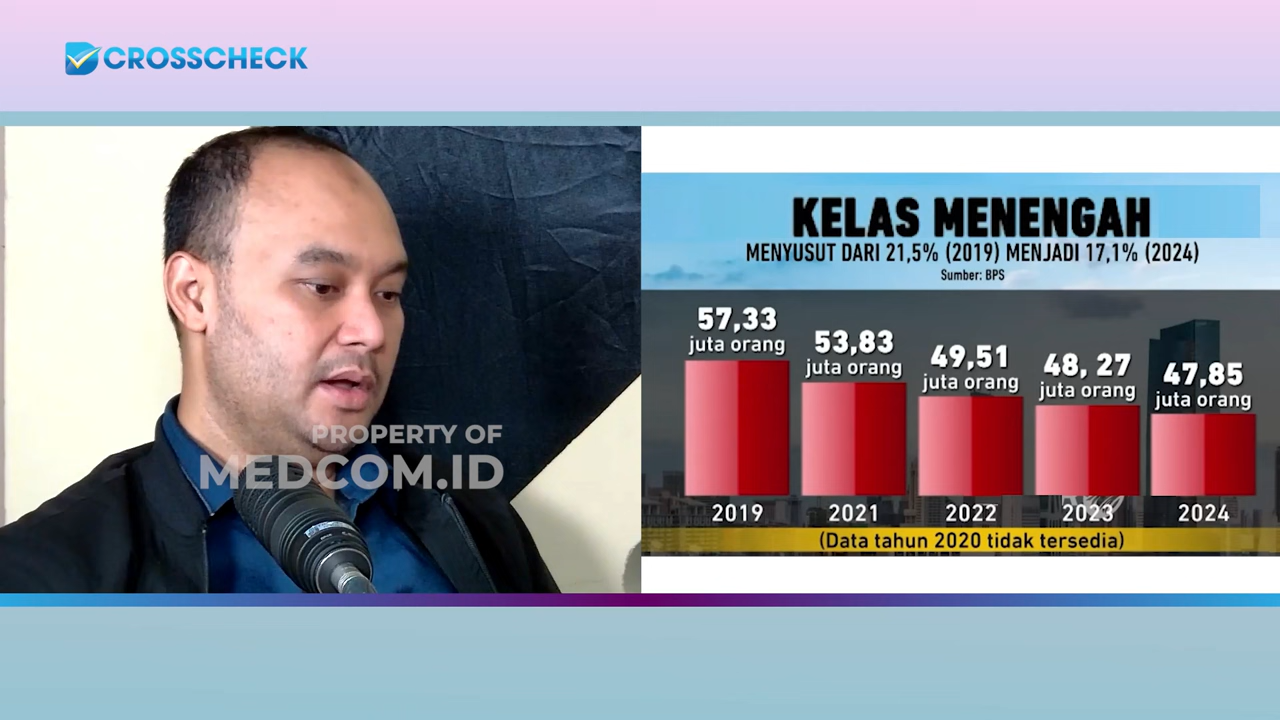 CROSSCHECK
PROPERTY OF
MEDCOM.ID
KELAS MENENGAH
MENYUSUT DARI 21,5% (2019) MENJADI 17,1% (2024)
Sumber: BPS
57,33
juta orang
53,83
juta orang
49,51
juta orang
48, 27
juta orang
47,85
juta orang
2019
2021
2022
2023
2024
(Data tahun 2020 tidak tersedia)